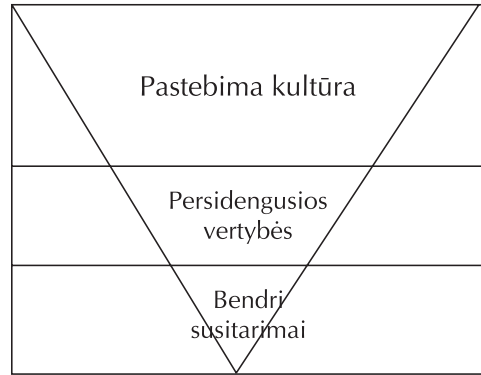 Pastebima kultūra
Persidengusios
vertybės
Bendri
susitarimai